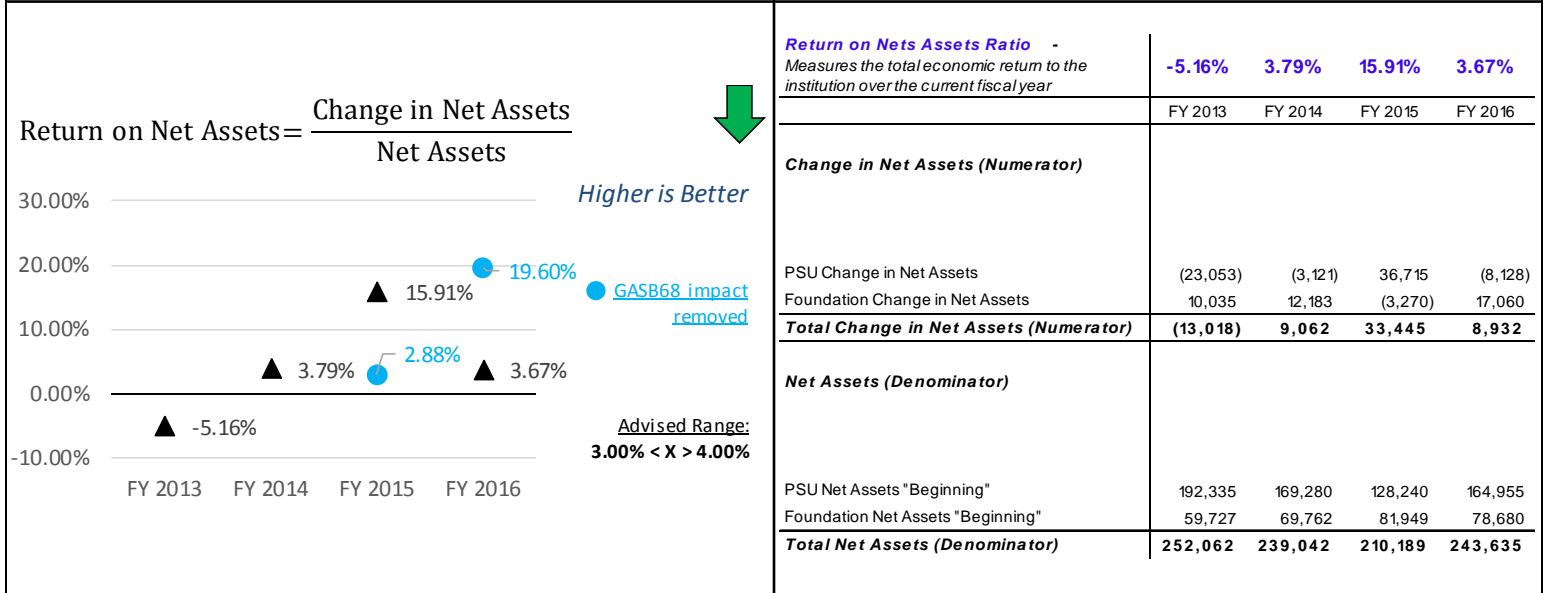 Return on Net Assets= Change in Net Assets / Net Assets
Higher is Better
30.00%
20.00%
10.00%
0.00%
-10.00%
19.60%
15.91%
2.88%
3.79%
3.67%
-5.16%
GASB68 impact
removed
Advised Range:
3.00% < X > 4.00%
FY 2013 FY 2014 FY 2015 FY 2016
Return on Nets Assets Ratio -
Measures the total economic return to the
institution over the current fiscal year
-5.16% 3.79% 15.91% 3.67%
FY 2013 FY 2014 FY 2015 FY 2016
Change in Net Assets (Numerator)
PSU Change in Net Assets (23,053) (3,121) 36,715 (8,128)
Foundation Change in Net Assets 10,035 12,183 (3,270) 17,060
Total Change in Net Assets (Numerator) (13,018) 9,062 33,445 8,932
Net Assets (Denominator)
PSU Net Assets "Beginning" 192,335 169,280 128,240 164,955
Foundation Net Assets "Beginning" 59,727 69,762 81,949 78,680
Total Net Assets (Denominator) 252,062 239,042 210,189 243,635